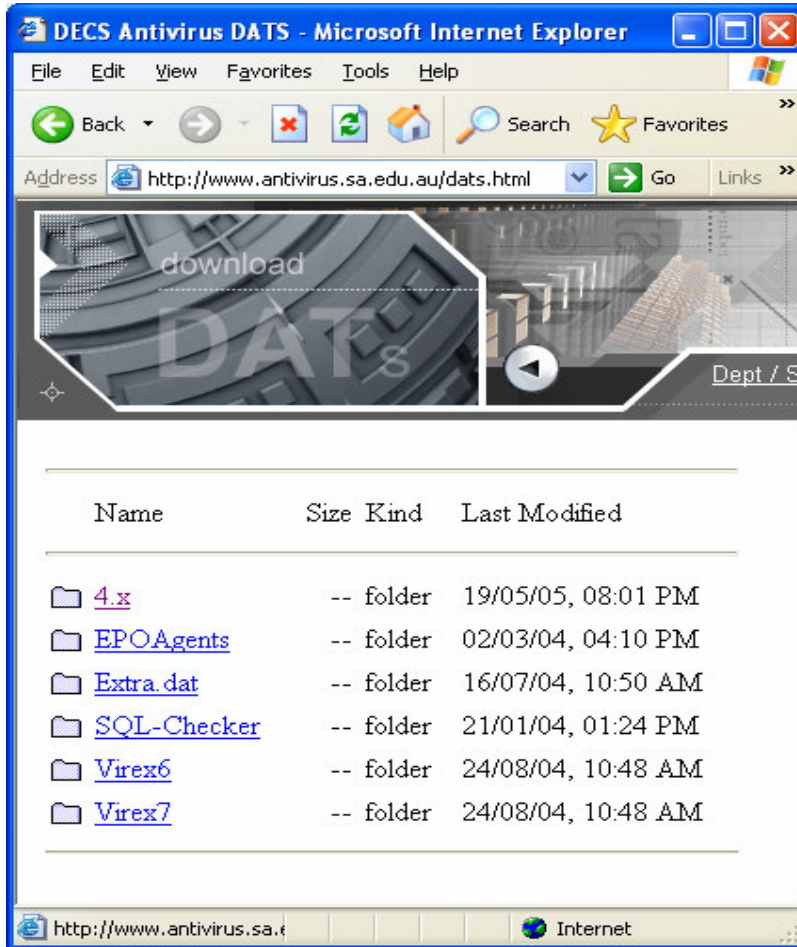 DECS Antivirus DATS - Microsoft Internet Explorer
File Edit View Favorites Tools Help
Back Search Favorites »
Address http://www.antivirus.sa.edu.au/dats.html Go Links »
download
DATs
Dept / S
Name Size Kind Last Modified
4.x -- folder 19/05/05, 08:01 PM
EPOAgents -- folder 02/03/04, 04:10 PM
Extra.dat -- folder 16/07/04, 10:50 AM
SQL-Checker -- folder 21/01/04, 01:24 PM
Virex6 -- folder 24/08/04, 10:48 AM
Virex7 -- folder 24/08/04, 10:48 AM
http://www.antivirus.sa.e Internet